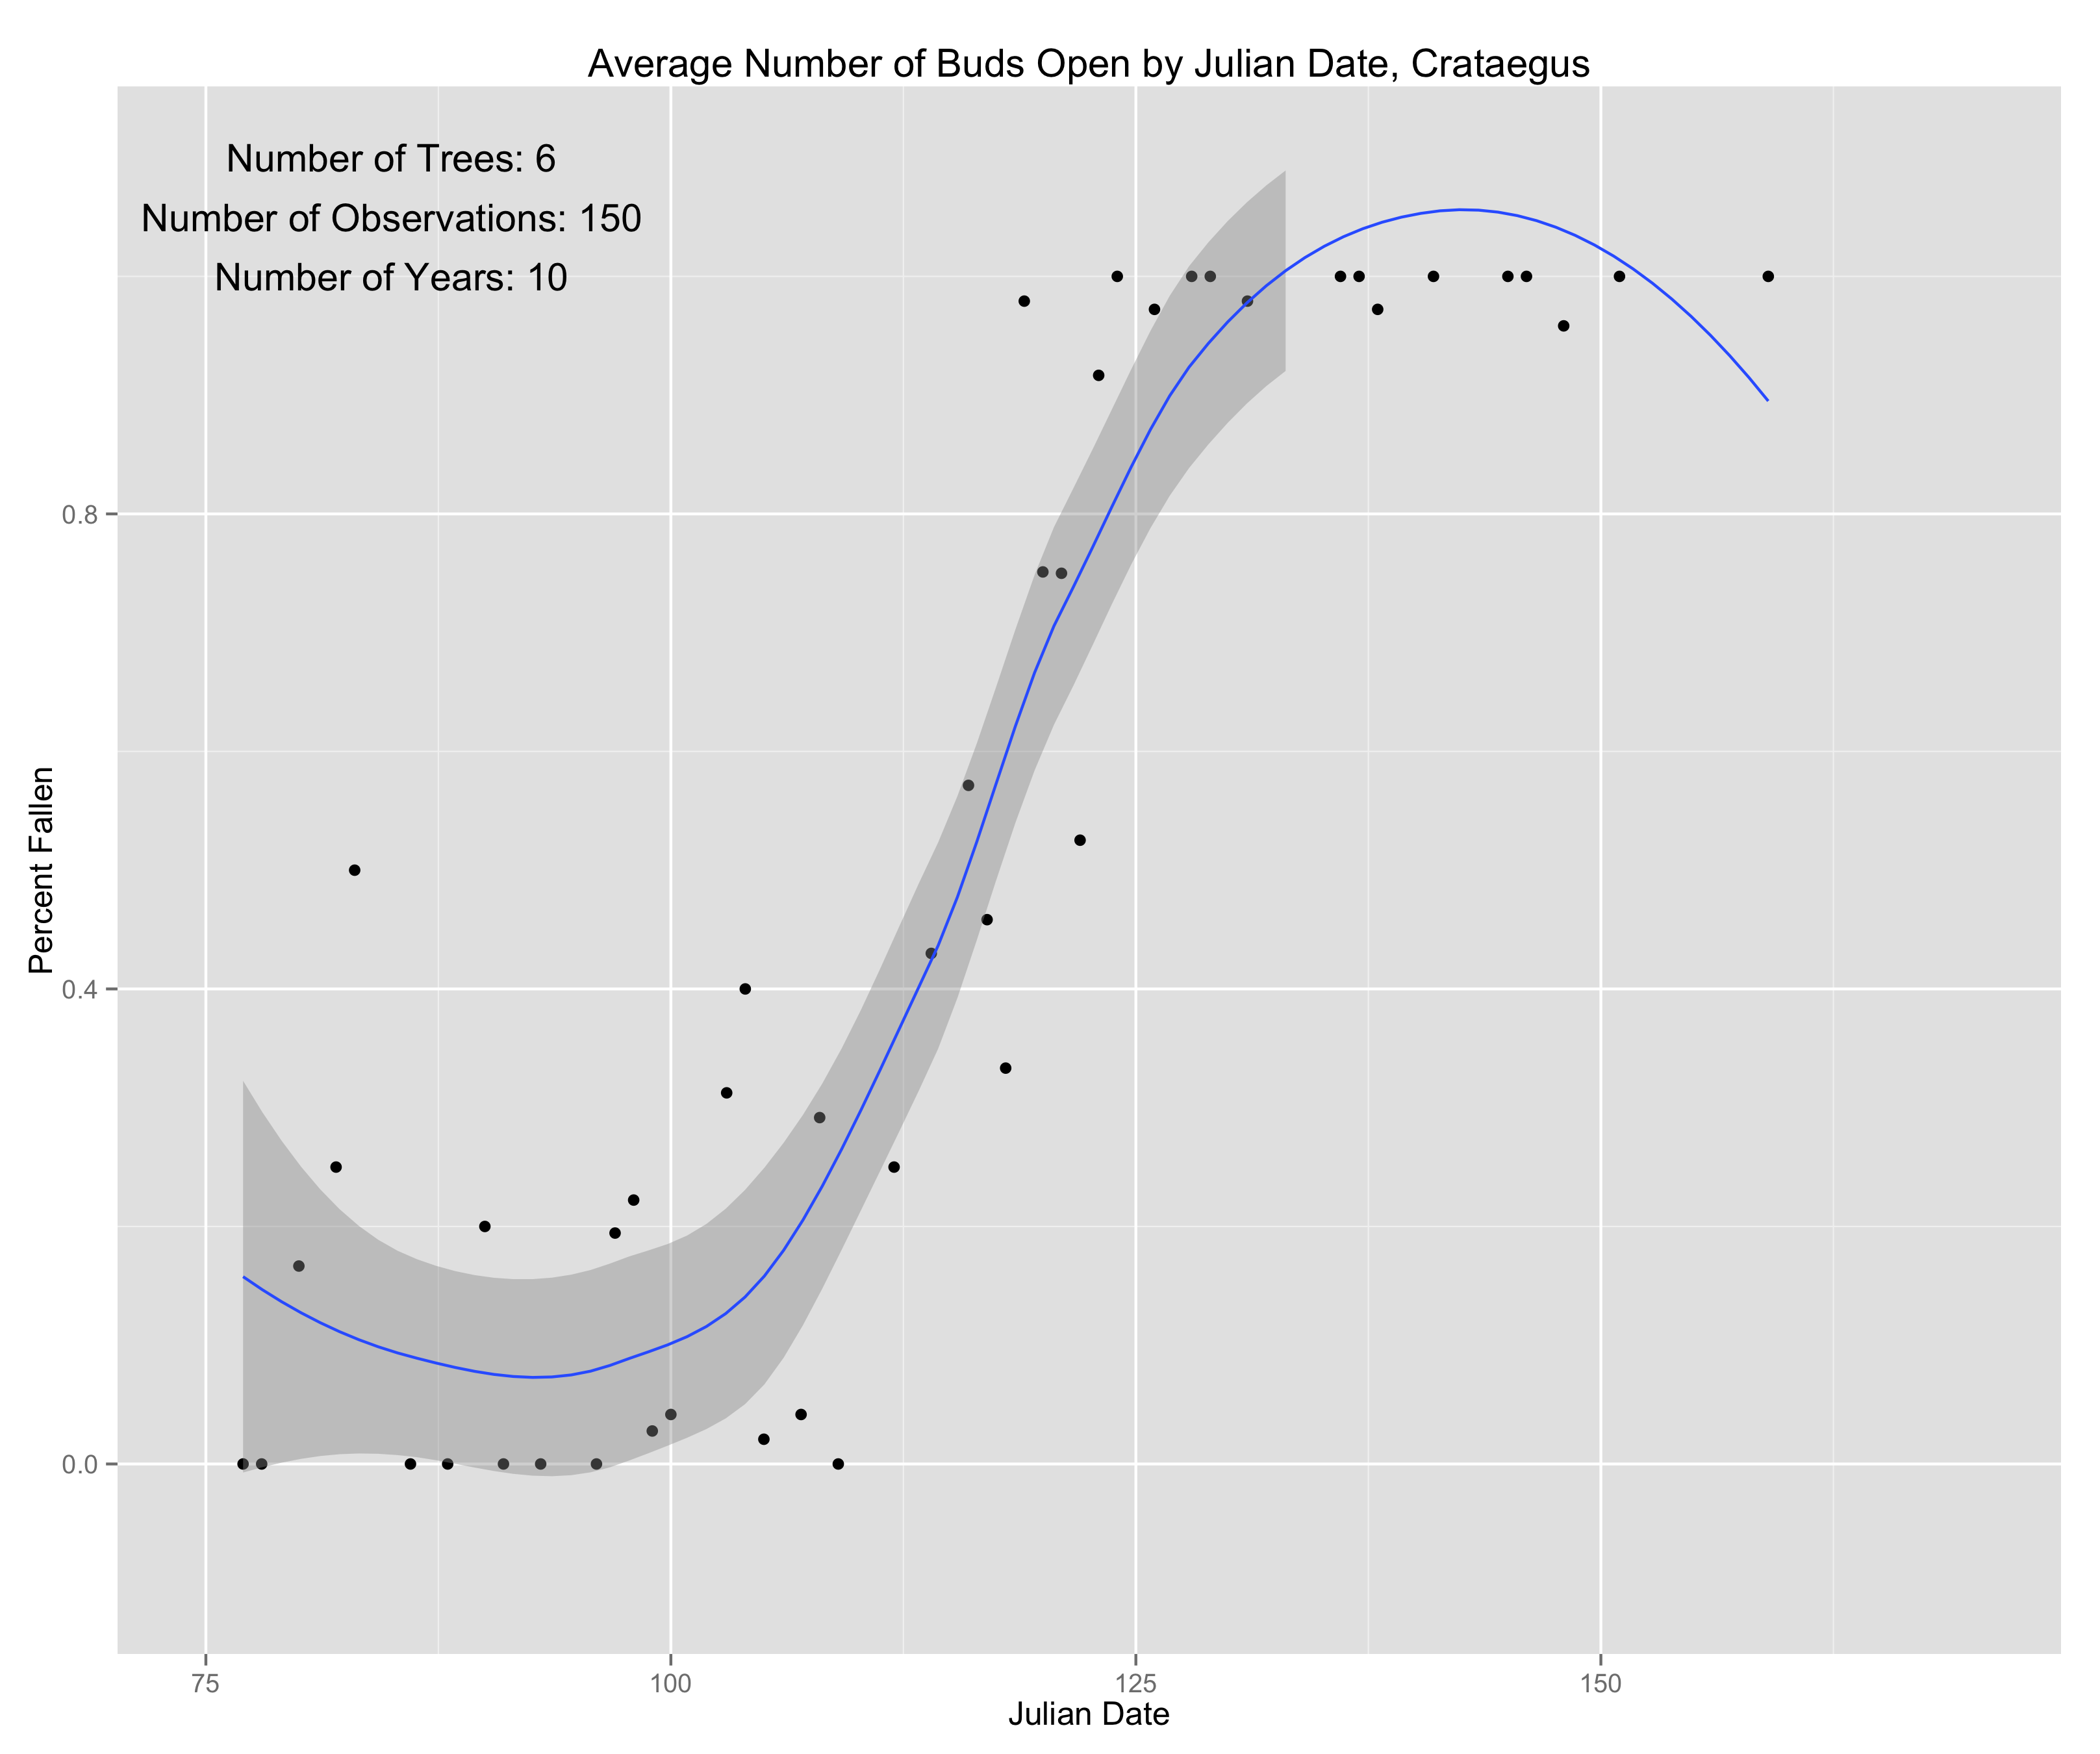 Average Number of Buds Open by Julian Date, Crataegus
Number of Trees: 6
Number of Observations: 150
Number of Years: 10
0.8
0.4
0.0
Percent Fallen
75
100
125
150
Julian Date